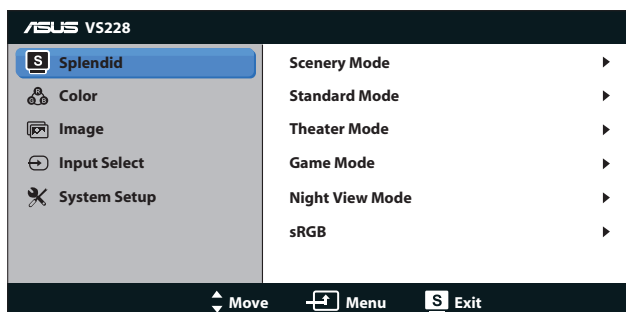 ASUS VS228
S Splendid
Color
Image
Input Select
System Setup
Scenery Mode
Standard Mode
Theater Mode
Game Mode
Night View Mode
sRGB
Move Menu S Exit